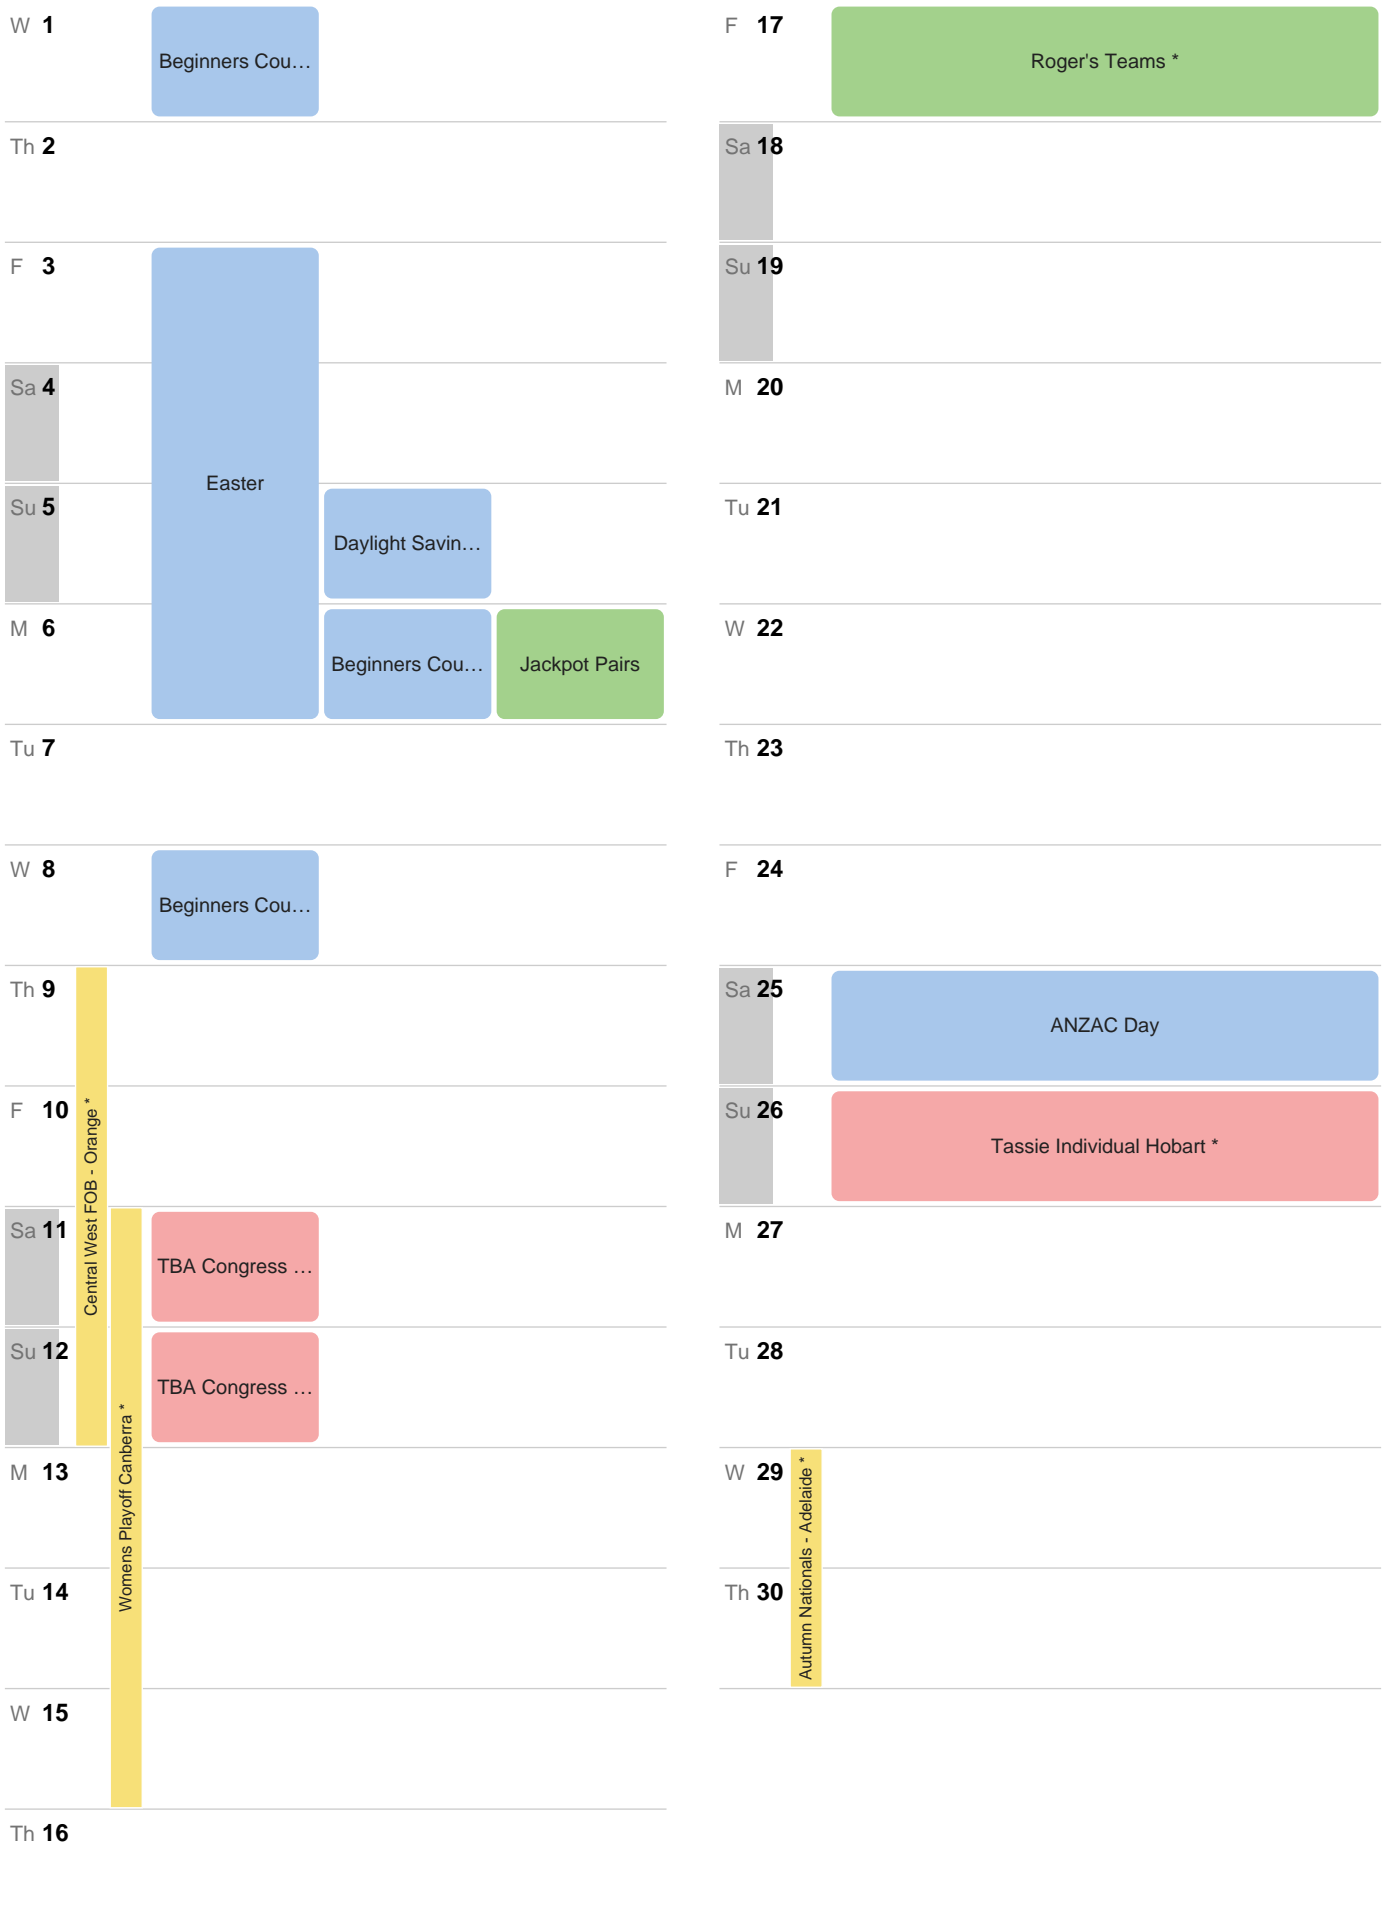 W 1
Beginners Cou…
Th 2
F 3
Sa 4
Easter
Su 5
Daylight Savin…
M 6
Beginners Cou…
Jackpot Pairs
Tu 7
W 8
Beginners Cou…
Th 9
Central West FOB - Orange *
F 10
Sa 11
TBA Congress …
Su 12
TBA Congress …
Womens Playoff Canberra *
M 13
Tu 14
W 15
Th 16
F 17
Roger's Teams *
Sa 18
Su 19
M 20
Tu 21
W 22
Th 23
F 24
Sa 25
ANZAC Day
Su 26
Tassie Individual Hobart *
M 27
Tu 28
W 29
Autumn Nationals - Adelaide *
Th 30